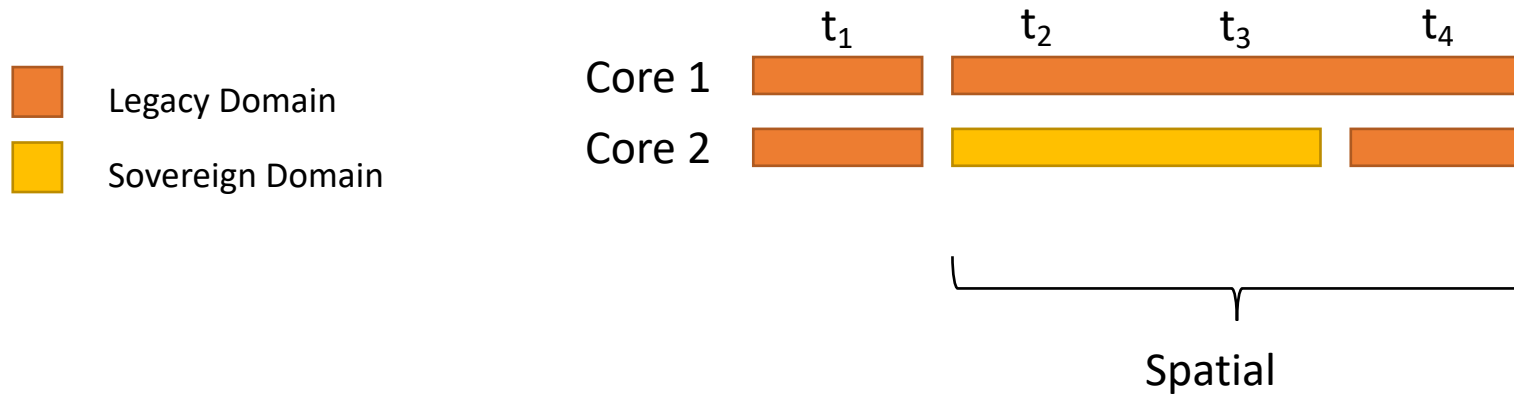 t₁ t₂ t₃ t₄
Core 1
Legacy Domain
Core 2
Sovereign Domain
Spatial